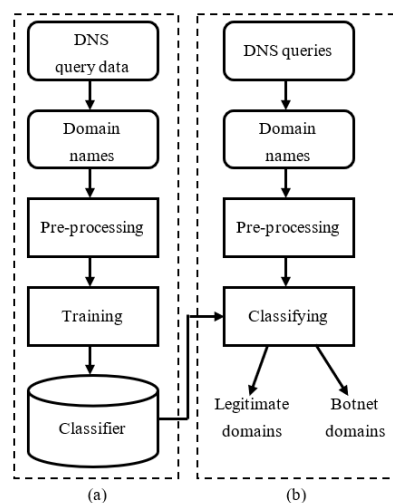 DNS
query data
Domain
names
Pre-processing
Training
Classifier
(a)
DNS queries
Domain
names
Pre-processing
Classifying
Legitimate
domains
Botnet
domains
(b)